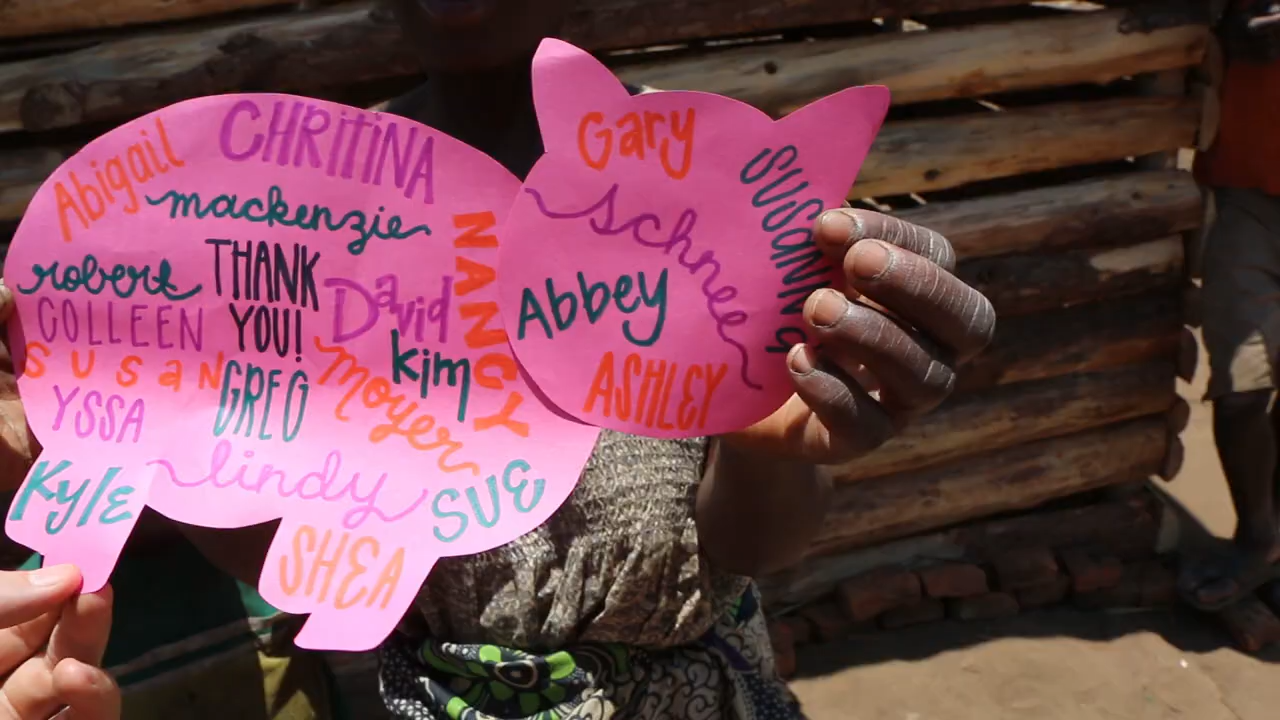 Abigail
CHRITINA
mackenzie
robert
THANK
YOU!
COLLEEN
David
NANCY
SUSaN
kim
YSSA
GREG
Moyer
Kyle
lindy
SUE
SHEA
Gary
SUSaNNa
Schnee
Abbey
ASHLEY